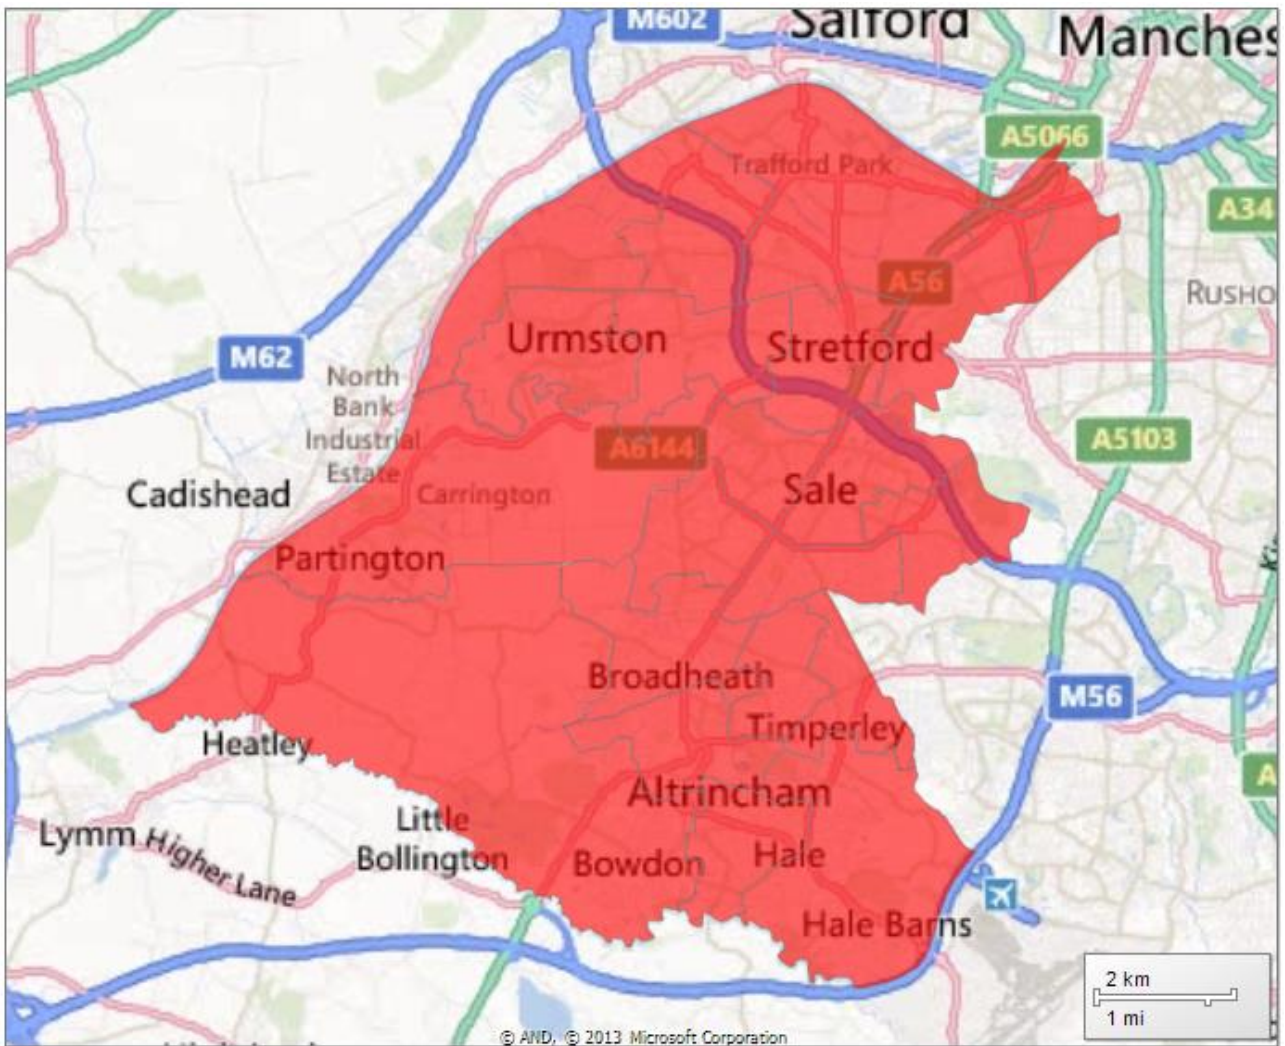 M602
Salford
Manches
A5066
Trafford Park
A34
A56
RUSHO
Urmston
Stretford
M62
North
Bank
Industrial
Estate
A5103
A6144
Cadishead
Carrington
Sale
Partington
Broadheath
M56
Timperley
Heatley
A
Altrincham
Little
Bollington
Lymm
Higher Lane
Bowdon
Hale
Hale Barns
2 km
1 mi
© AND, © 2013 Microsoft Corporation